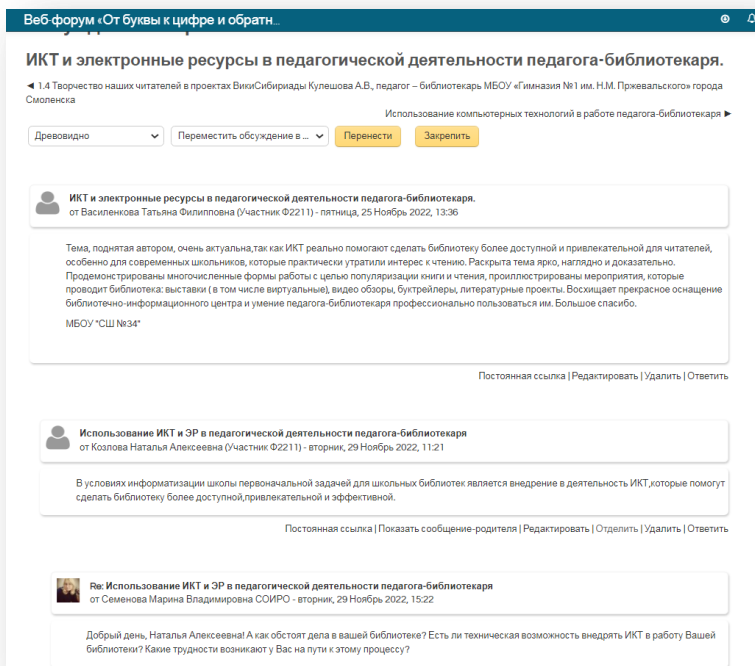 Веб-форум «От буквы к цифре и обратн...
ИКТ и электронные ресурсы в педагогической деятельности педагога-библиотекаря.
◄ 1.4 Творчество наших читателей в проектах ВикиСибириады Кулешова А.В., педагог – библиотекарь МБОУ «Гимназия №1 им. Н.М. Пржевальского» города
Смоленска
Использование компьютерных технологий в работе педагога-библиотекаря ►
Древовидно Переместить обсуждение в ... Перенести Закрепить
ИКТ и электронные ресурсы в педагогической деятельности педагога-библиотекаря.
от Василенкова Татьяна Филипповна (Участник Ф2211) - пятница, 25 Ноябрь 2022, 13:36
Тема, поднятая автором, очень актуальна,так как ИКТ реально помогают сделать библиотеку более доступной и привлекательной для читателей,
особенно для современных школьников, которые практически утратили интерес к чтению. Раскрыта тема ярко, наглядно и доказательно.
Продемонстрированы многочисленные формы работы с целью популяризации книги и чтения, проиллюстрированы мероприятия, которые
проводит библиотека: выставки ( в том числе виртуальные), видео обзоры, буктрейлеры, литературные проекты. Восхищает прекрасное оснащение
библиотечно-информационного центра и умение педагога-библиотекаря профессионально пользоваться им. Большое спасибо.
МБОУ "СШ №34"
Постоянная ссылка | Редактировать | Удалить | Ответить
Использование ИКТ и ЭР в педагогической деятельности педагога-библиотекаря
от Козлова Наталья Алексеевна (Участник Ф2211) - вторник, 29 Ноябрь 2022, 11:21
В условиях информатизации школы первоначальной задачей для школьных библиотек является внедрение в деятельность ИКТ,которые помогут
сделать библиотеку более доступной,привлекательной и эффективной.
Постоянная ссылка | Показать сообщение-родителя | Редактировать | Отделить | Удалить | Ответить
Re: Использование ИКТ и ЭР в педагогической деятельности педагога-библиотекаря
от Семенова Марина Владимировна СОИРО - вторник, 29 Ноябрь 2022, 15:22
Добрый день, Наталья Алексеевна! А как обстоят дела в вашей библиотеке? Есть ли техническая возможность внедрять ИКТ в работу Вашей
библиотеки? Какие трудности возникают у Вас на пути к этому процессу?